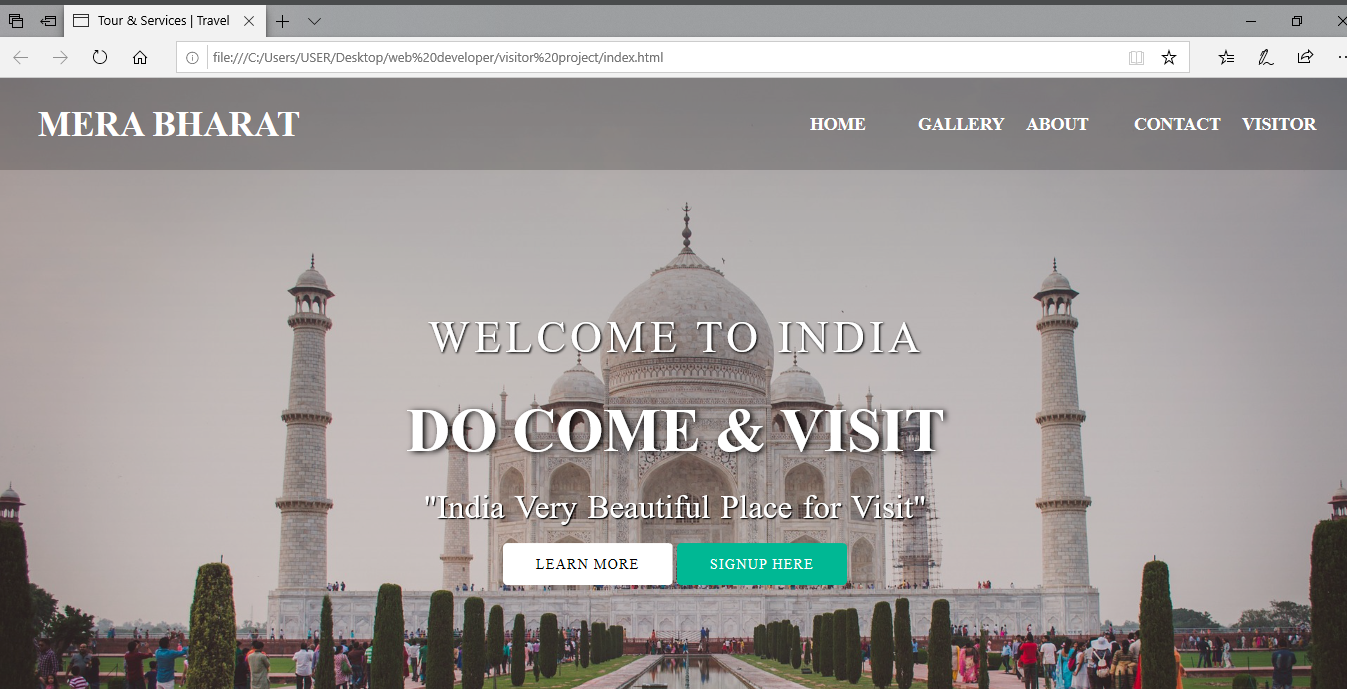 Tour & Services | Travel
file:///C:/Users/USER/Desktop/web%20developer/visitor%20project/index.html
MERA BHARAT HOME GALLERY ABOUT CONTACT VISITOR
WELCOME TO INDIA
DO COME & VISIT
"India Very Beautiful Place for Visit"
LEARN MORE SIGNUP HERE